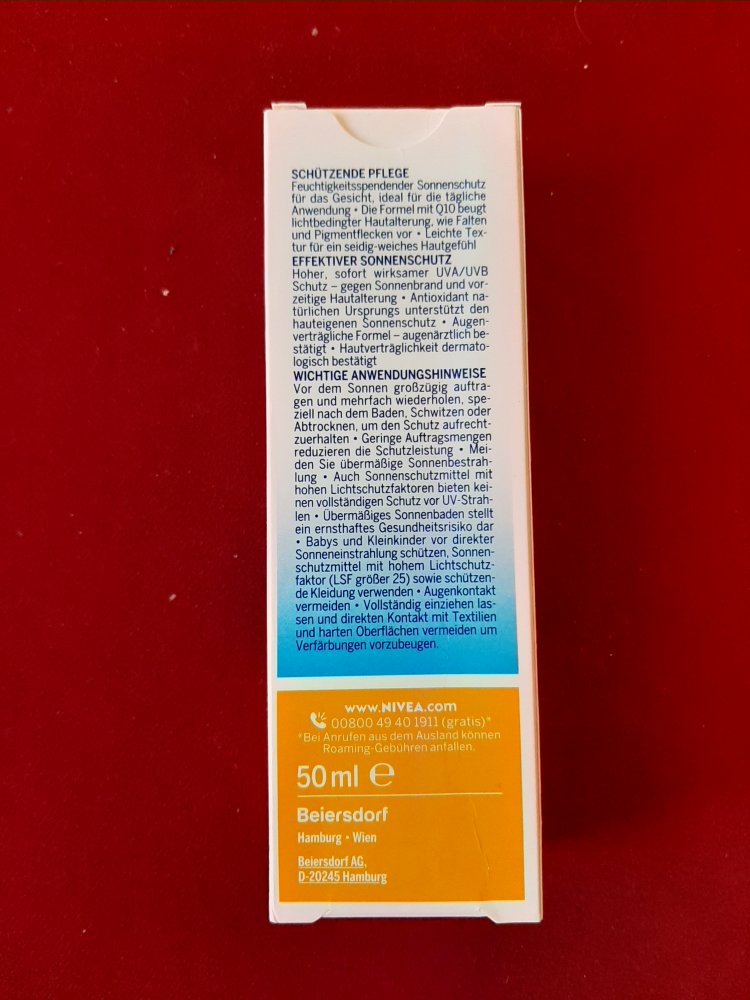 SCHÜTZENDE PFLEGE
Feuchtigkeitsspendender Sonnenschutz
für das Gesicht, ideal für die tägliche
Anwendung • Die Formel mit Q10 beugt
lichtbedingter Hautalterung, wie Falten
und Pigmentflecken vor • Leichte Tex-
tur für ein seidig-weiches Hautgefühl
EFFEKTIVER SONNENSCHUTZ
Hoher, sofort wirksamer UVA/UVB
Schutz – gegen Sonnenbrand und vor-
zeitige Hautalterung • Antioxidant na-
türlichen Ursprungs unterstützt den
hauteigenen Sonnenschutz • Augen-
verträgliche Formel – augenärztlich be-
stätigt • Hautverträglichkeit dermato-
logisch bestätigt
WICHTIGE ANWENDUNGSHINWEISE
Vor dem Sonnen großzügig auftra-
gen und mehrfach wiederholen, spe-
ziell nach dem Baden, Schwitzen oder
Abtrocknen, um den Schutz aufrecht-
zuerhalten • Geringe Auftragsmengen
reduzieren die Schutzleistung • Mei-
den Sie übermäßige Sonnenbestrah-
lung • Auch Sonnenschutzmittel mit
hohen Lichtschutzfaktoren bieten kei-
nen vollständigen Schutz vor UV-Strah-
len • Übermäßiges Sonnenbaden stellt
ein ernsthaftes Gesundheitsrisiko dar
• Babys und Kleinkinder vor direkter
Sonneneinstrahlung schützen, Sonnen-
schutzmittel mit hohem Lichtschutz-
faktor (LSF größer 25) sowie schützen-
de Kleidung verwenden • Augenkontakt
vermeiden • Vollständig einziehen las-
sen und direkten Kontakt mit Textilien
und harten Oberflächen vermeiden um
Verfärbungen vorzubeugen.
www.NIVEA.com
00800 49 40 1911 (gratis)*
*Bei Anrufen aus dem Ausland können
Roaming-Gebühren anfallen.
50 ml ℮
Beiersdorf
Hamburg • Wien
Beiersdorf AG,
D-20245 Hamburg